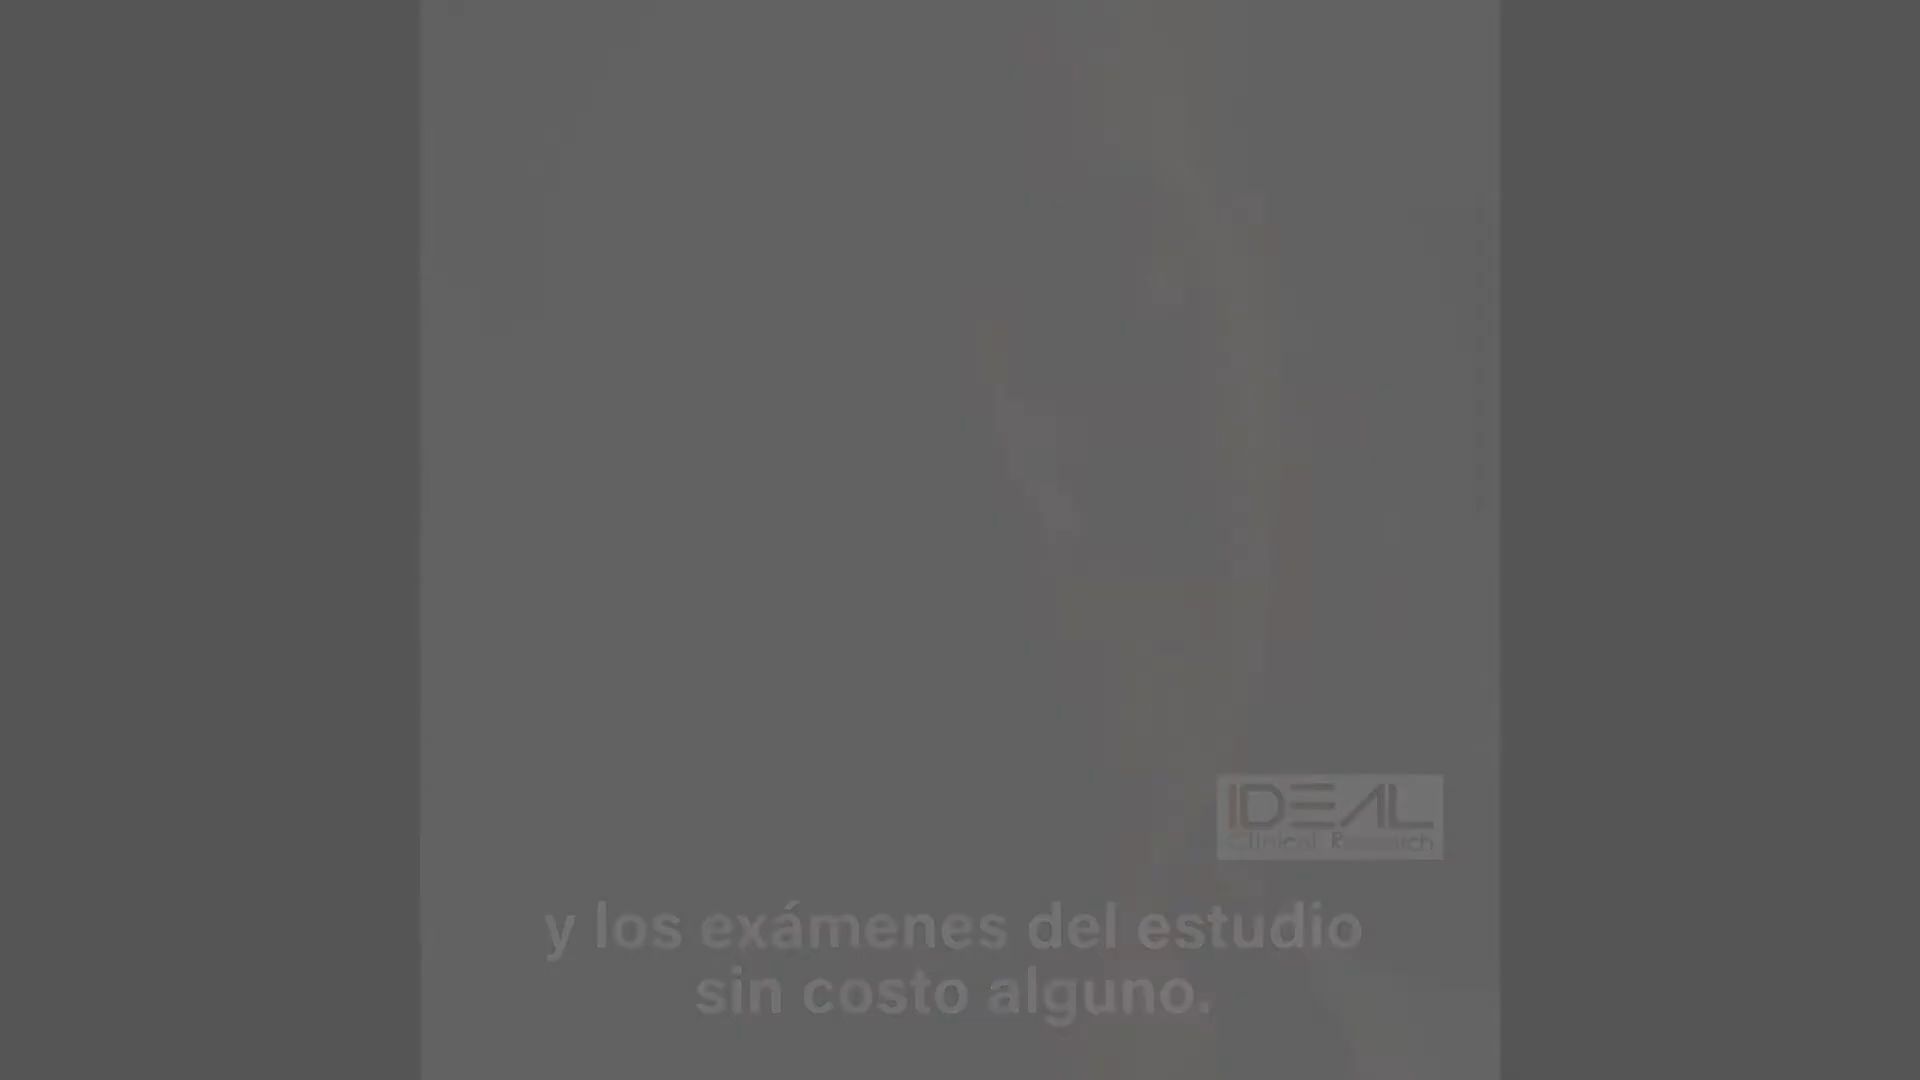 IDEAL
Clinical Research
y los exámenes del estudio
sin costo alguno.